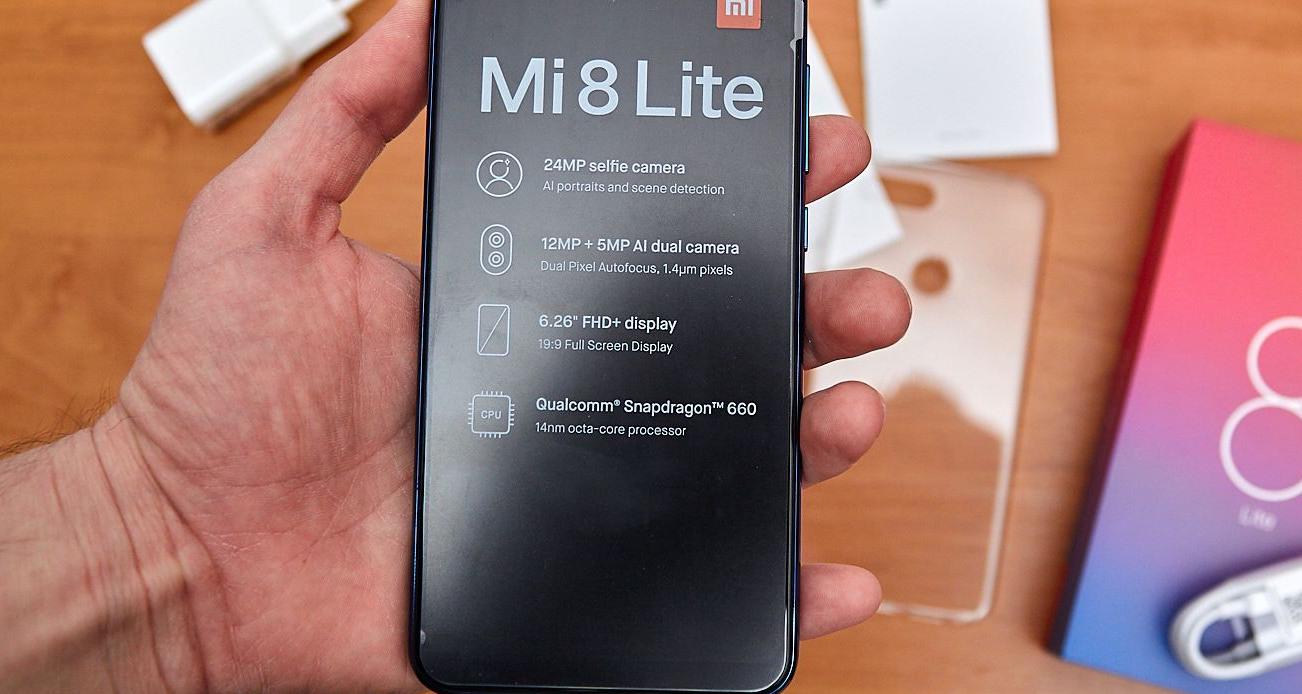 mi
Mi 8 Lite
24MP selfie camera
AI portraits and scene detection
12MP + 5MP AI dual camera
Dual Pixel Autofocus, 1.4μm pixels
6.26" FHD+ display
19:9 Full Screen Display
CPU
Qualcomm® Snapdragon™ 660
14nm octa-core processor
8
Lite